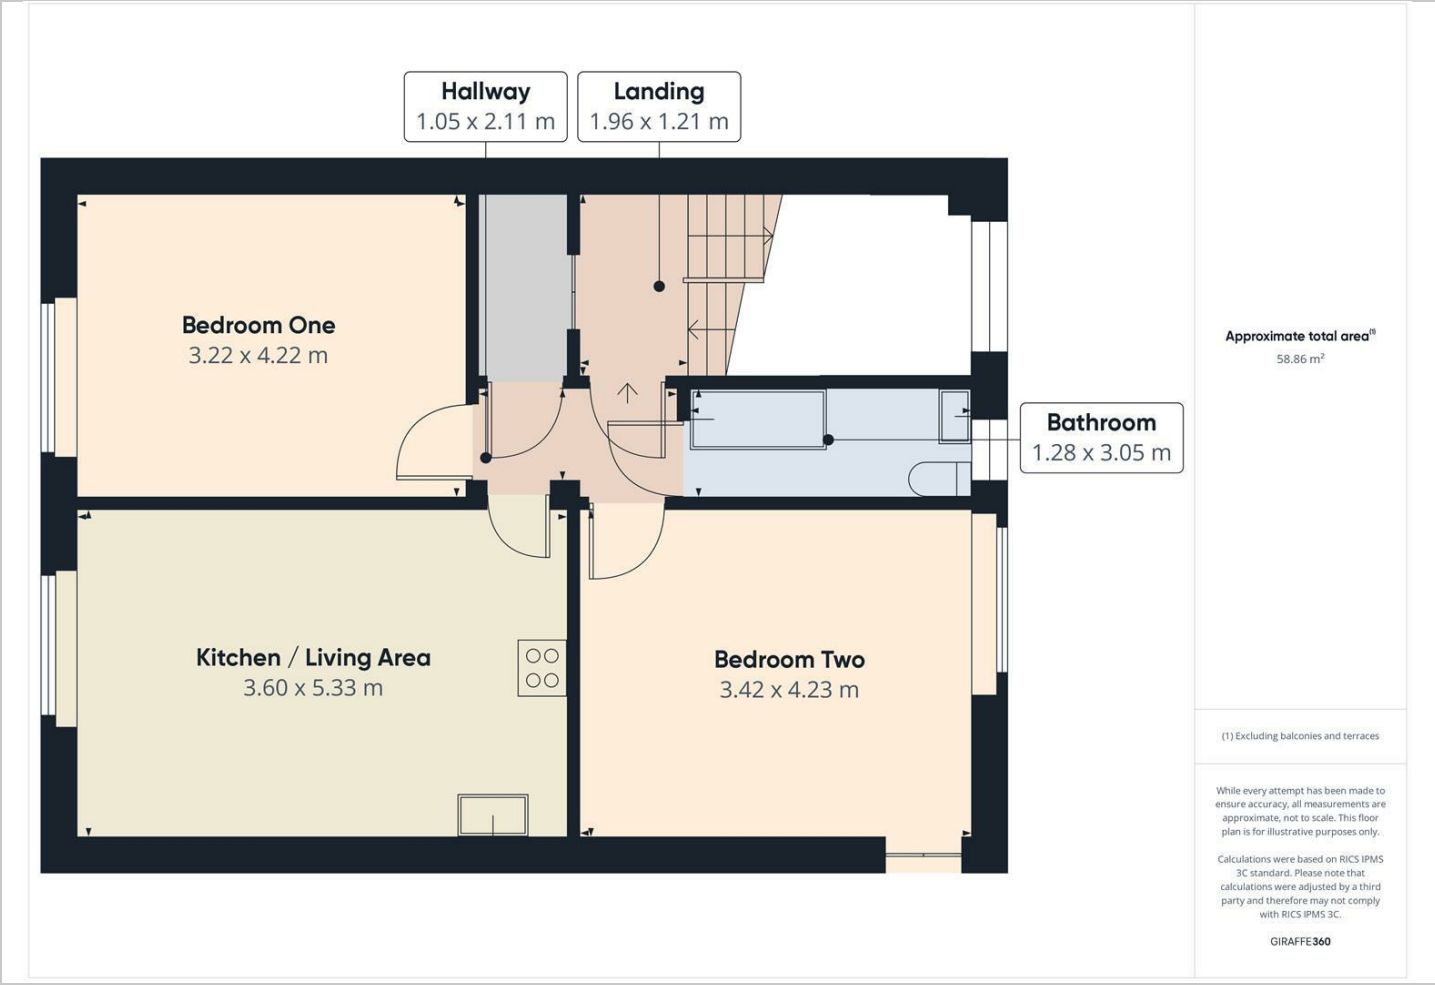 Hallway
1.05 x 2.11 m
Landing
1.96 x 1.21 m
Bedroom One
3.22 x 4.22 m
Bathroom
1.28 x 3.05 m
Kitchen / Living Area
3.60 x 5.33 m
Bedroom Two
3.42 x 4.23 m
Approximate total area(1)
58.86 m²
(1) Excluding balconies and terraces
While every attempt has been made to
ensure accuracy, all measurements are
approximate, not to scale. This floor
plan is for illustrative purposes only.
Calculations were based on RICS IPMS
3C standard. Please note that
calculations were adjusted by a third
party and therefore may not comply
with RICS IPMS 3C.
GIRAFFE360